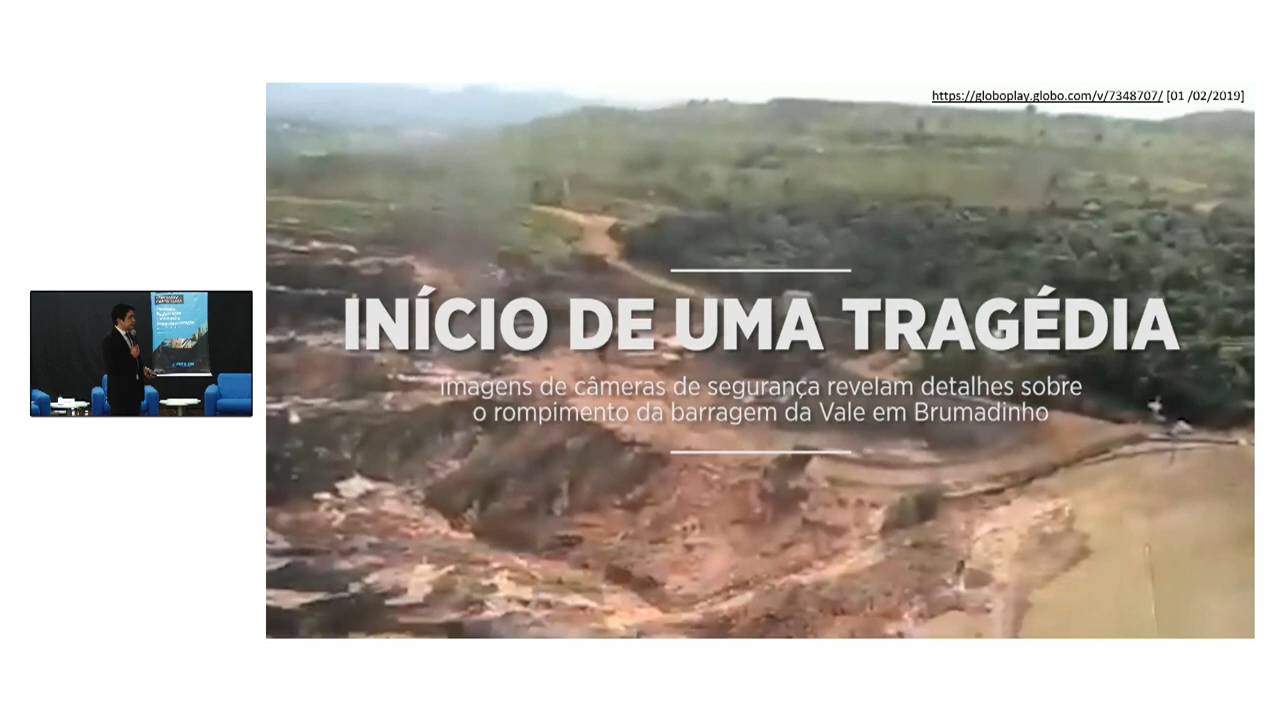 https://globoplay.globo.com/v/7348707/ [01 /02/2019]
INÍCIO DE UMA TRAGÉDIA
Imagens de câmeras de segurança revelam detalhes sobre
o rompimento da barragem da Vale em Brumadinho